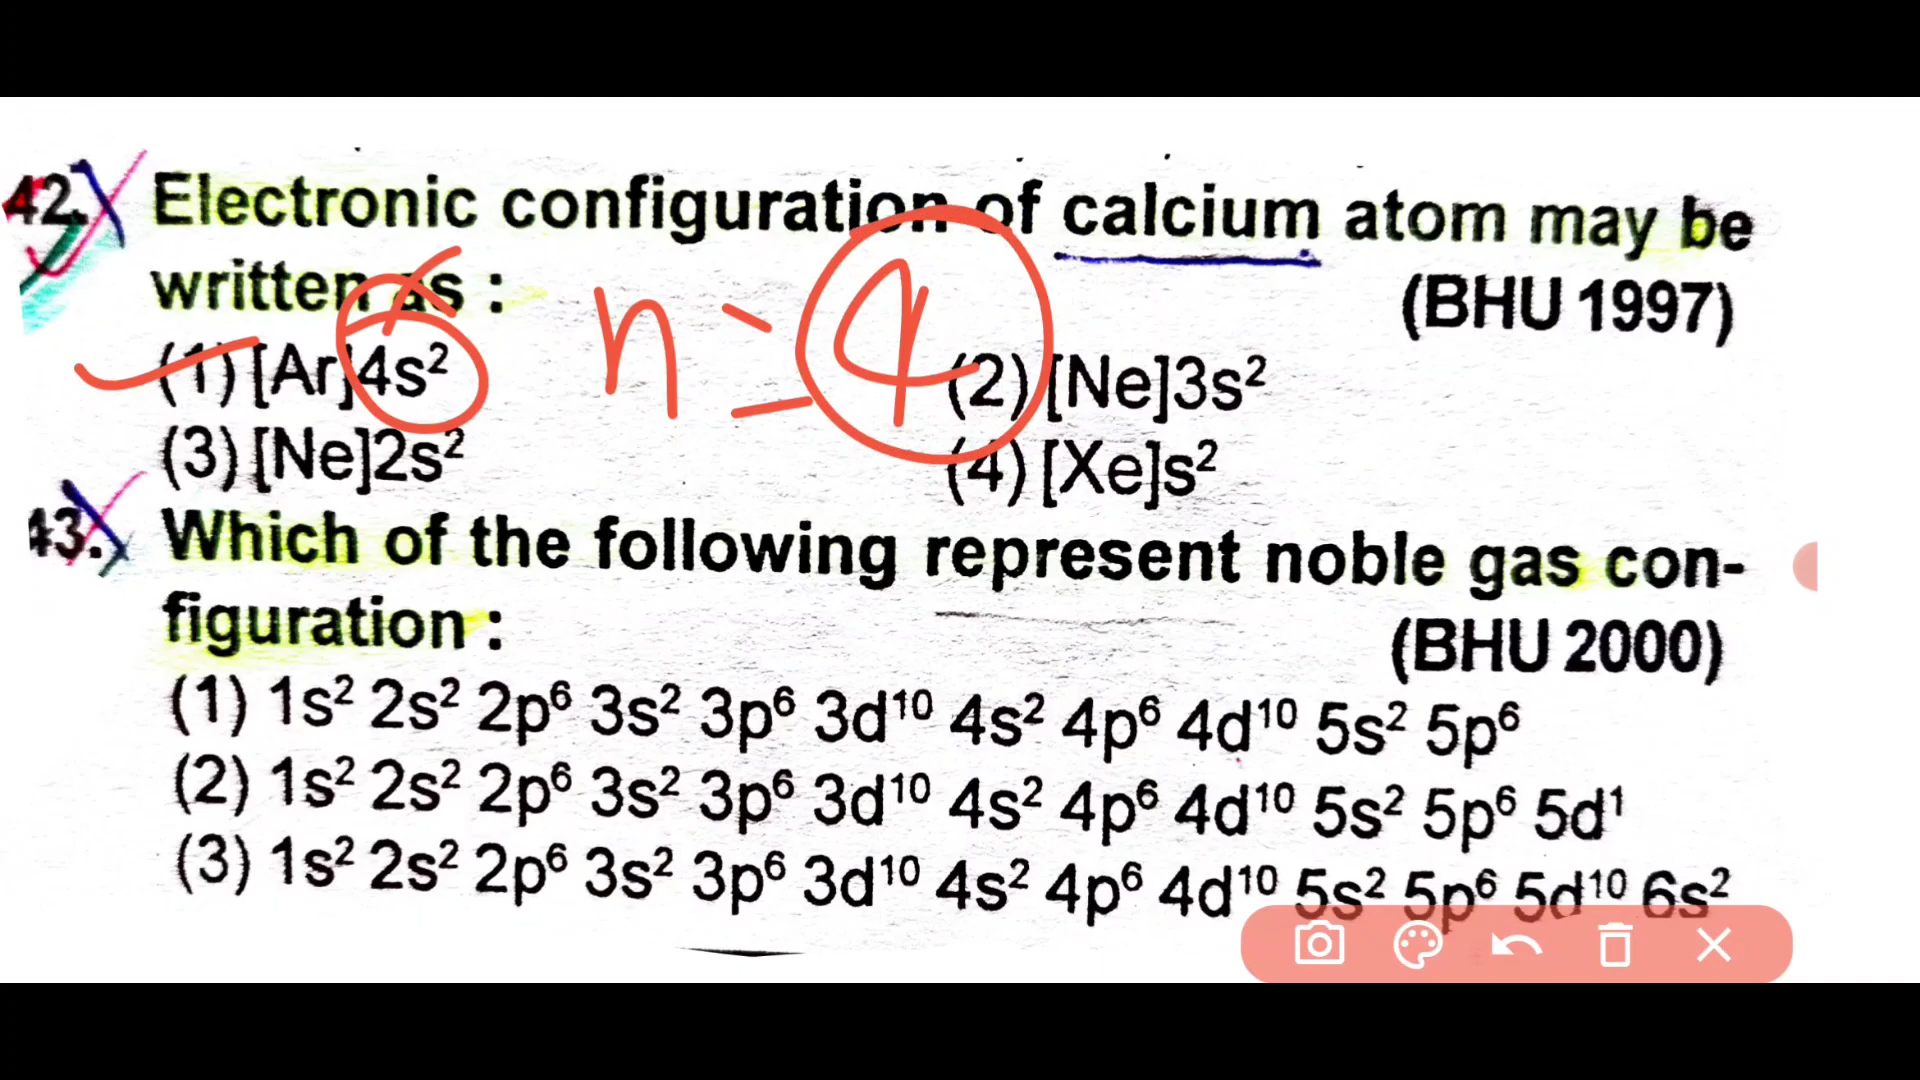 42. Electronic configuration of calcium atom may be
written as : (BHU 1997)
n = 4
(1) [Ar]4s² (2) [Ne]3s²
(3) [Ne]2s² (4) [Xe]s²
43. Which of the following represent noble gas con-
figuration : (BHU 2000)
(1) 1s² 2s² 2p⁶ 3s² 3p⁶ 3d¹⁰ 4s² 4p⁶ 4d¹⁰ 5s² 5p⁶
(2) 1s² 2s² 2p⁶ 3s² 3p⁶ 3d¹⁰ 4s² 4p⁶ 4d¹⁰ 5s² 5p⁶ 5d¹
(3) 1s² 2s² 2p⁶ 3s² 3p⁶ 3d¹⁰ 4s² 4p⁶ 4d¹⁰ 5s² 5p⁶ 5d¹⁰ 6s²